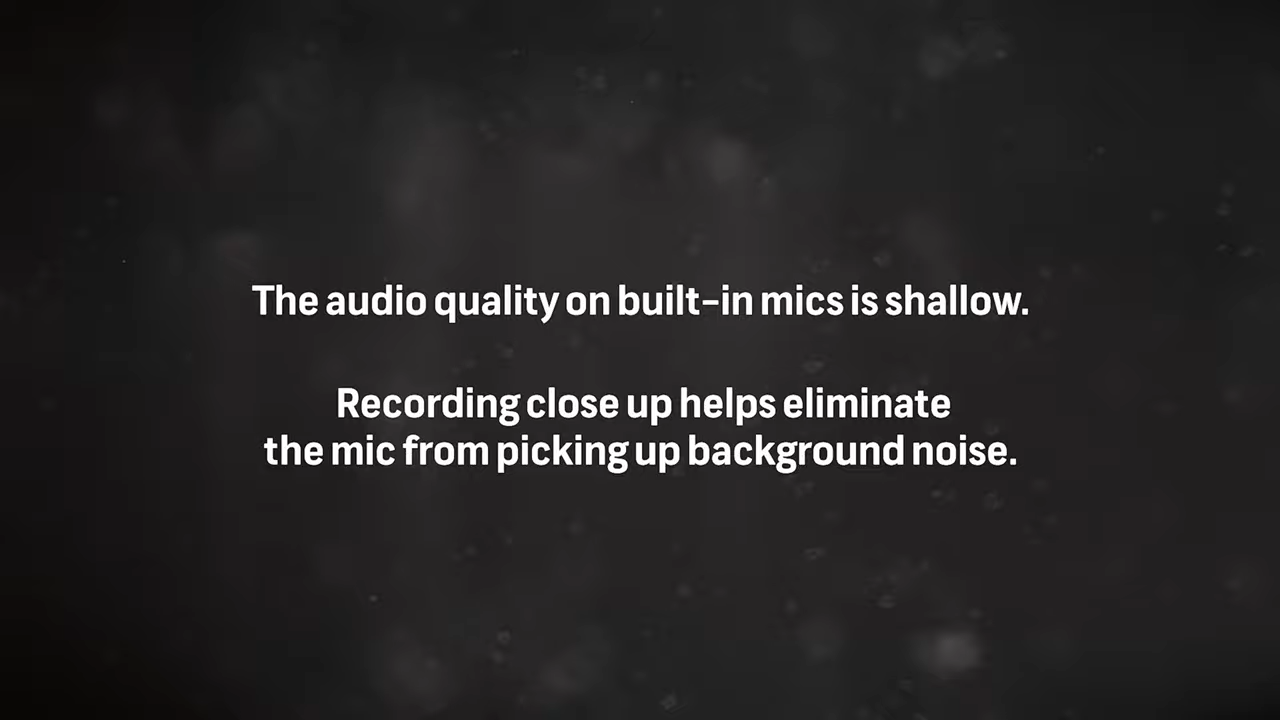 The audio quality on built-in mics is shallow.
Recording close up helps eliminate
the mic from picking up background noise.